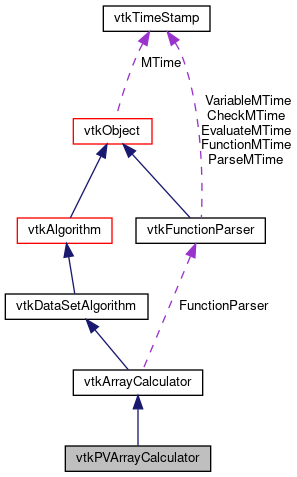 vtkTimeStamp
MTime
VariableMTime
CheckMTime
EvaluateMTime
FunctionMTime
ParseMTime
vtkObject
vtkAlgorithm
vtkFunctionParser
vtkDataSetAlgorithm
FunctionParser
vtkArrayCalculator
vtkPVArrayCalculator